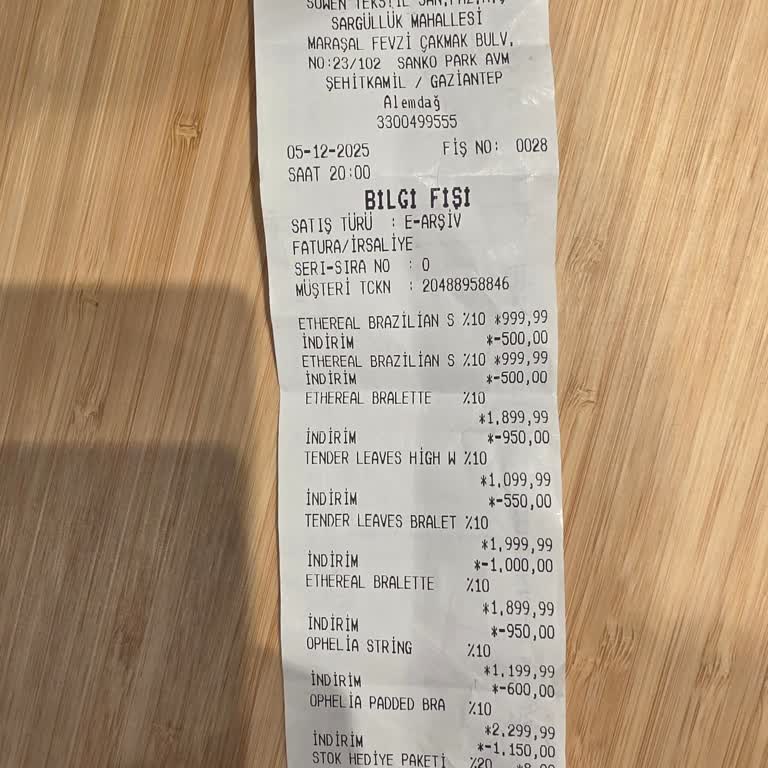 SUWEN TEKSTİL SAN.
SARGÜLLÜK MAHALLESİ
MARAŞAL FEVZİ ÇAKMAK BULV.
NO:23/102 SANKO PARK AVM
ŞEHİTKAMİL / GAZİANTEP
Alemdağ
3300499555
05-12-2025 FİŞ NO: 0028
SAAT 20:00
BİLGİ FİŞİ
SATIŞ TÜRÜ : E-ARŞİV
FATURA/İRSALİYE
SERI-SIRA NO : 0
MÜŞTERİ TCKN : 20488958846
ETHEREAL BRAZİLİAN S %10 *999,99
İNDİRİM *-500,00
ETHEREAL BRAZİLİAN S %10 *999,99
İNDİRİM *-500,00
ETHEREAL BRALETTE %10
*1,899,99
İNDİRİM *-950,00
TENDER LEAVES HİGH W %10
*1,099,99
İNDİRİM *-550,00
TENDER LEAVES BRALET %10
*1,999,99
İNDİRİM *-1,000,00
ETHEREAL BRALETTE %10
*1,899,99
İNDİRİM *-950,00
OPHELİA STRİNG %10
*1,199,99
İNDİRİM *-600,00
OPHELİA PADDED BRA %10
*2,299,99
İNDİRİM *-1,150,00
STOK HEDİYE PAKETİ %20